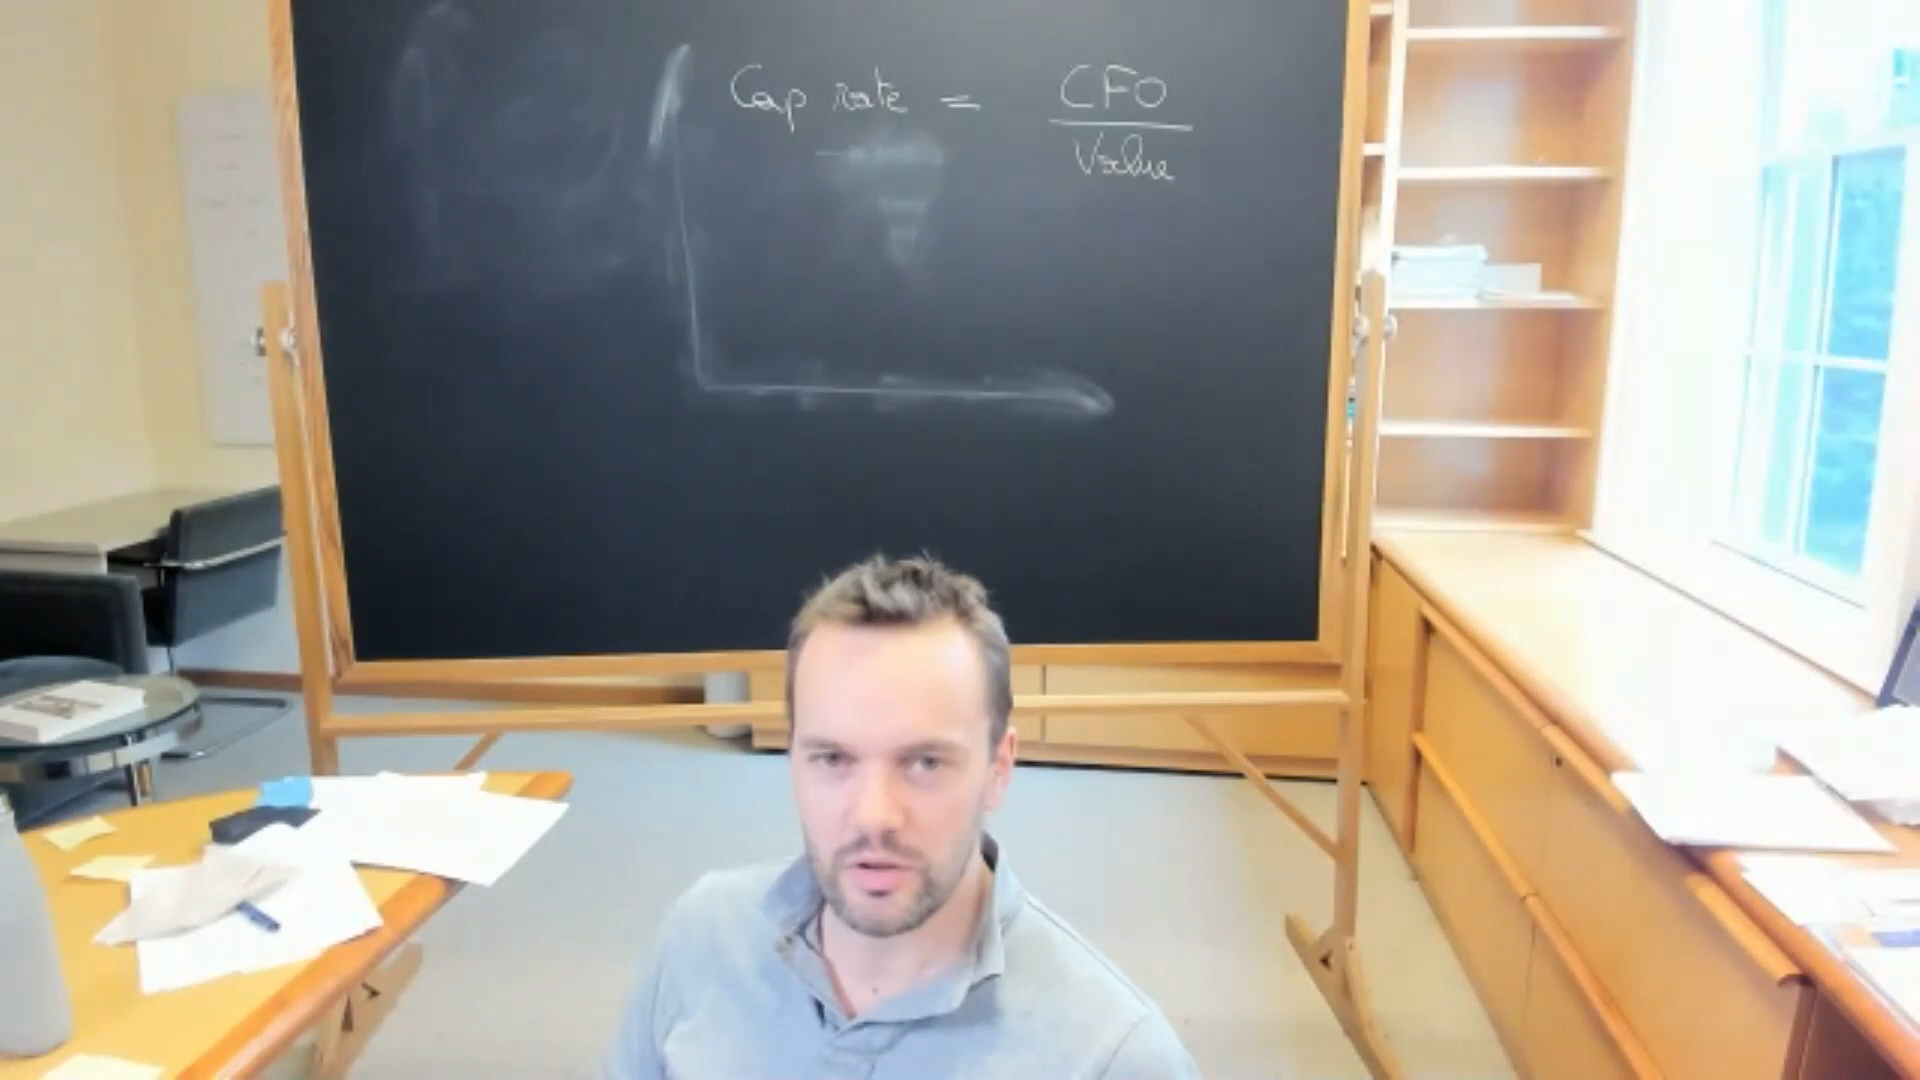 Cap rate = CFO
Value